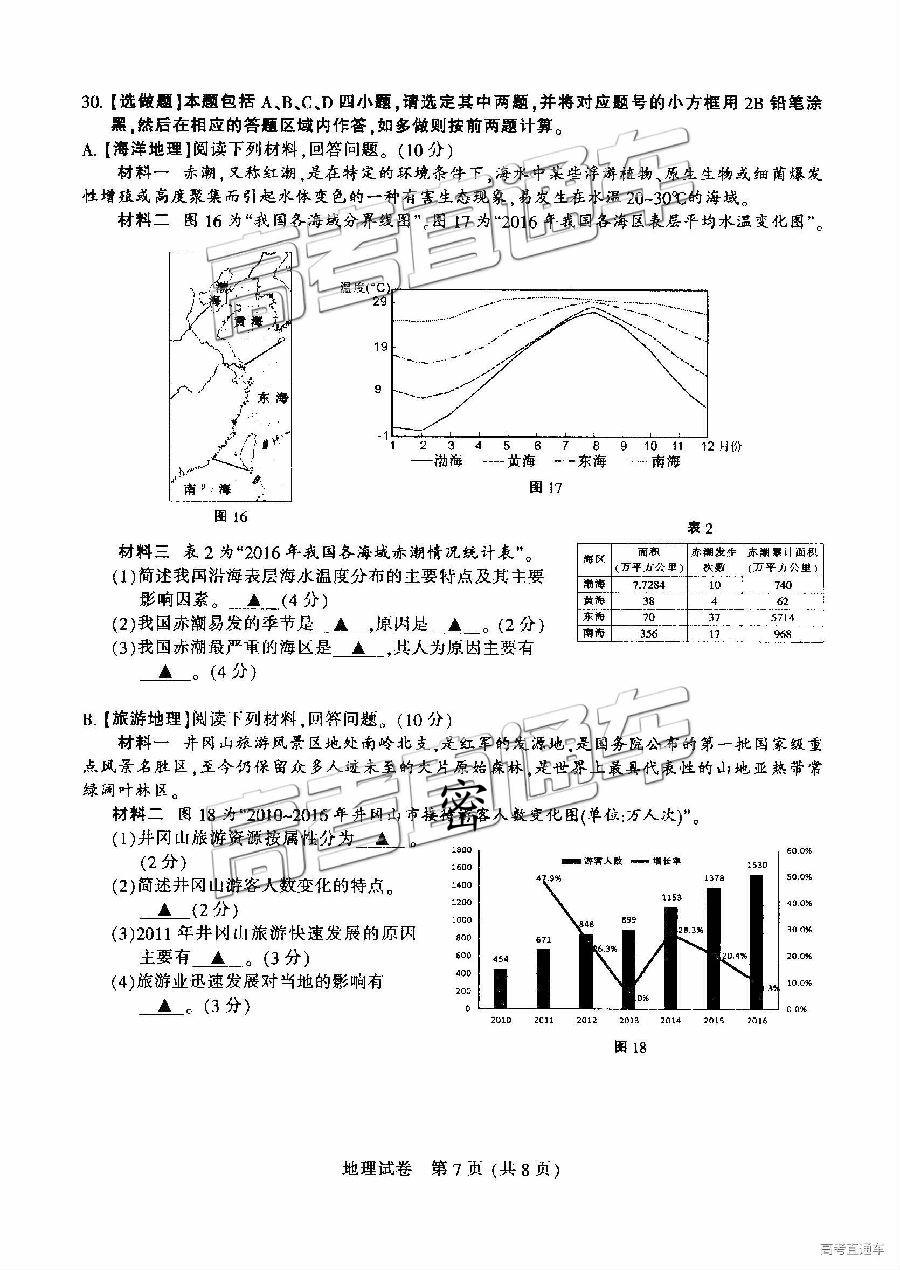 30. 【选做题】本题包括 A、B、C、D 四小题,请选定其中两题,并将对应题号的小方框用 2B 铅笔涂
黑,然后在相应的答题区域内作答,如多做则按前两题计算。
A. 【海洋地理】阅读下列材料,回答问题。(10 分)
材料一 赤潮,又称红潮,是在特定的环境条件下,海水中某些浮游植物、原生生物或细菌爆发
性增殖或高度聚集而引起水体变色的一种有害生态现象,易发生在水温 20~30℃的海域。
材料二 图 16 为“我国各海域分界线图”。图 17 为“2016 年我国各海区表层平均水温变化图”。
渤
海
黄 海
东 海
南 海
图 16
温度(℃)
29
19
9
-1
1 2 3 4 5 6 7 8 9 10 11 12 月份
渤海 黄海 东海 南海
图 17
材料三 表 2 为“2016 年我国各海域赤潮情况统计表”。
(1)简述我国沿海表层海水温度分布的主要特点及其主要
影响因素。 ▲ (4 分)
(2)我国赤潮易发的季节是 ▲ ,原因是 ▲ 。(2 分)
(3)我国赤潮最严重的海区是 ▲ ,其人为原因主要有
▲ 。(4 分)
表 2
海区 面积(万平方公里) 赤潮发生次数 赤潮累计面积(万平方公里)
渤海 7.7284 10 740
黄海 38 4 62
东海 70 37 5714
南海 356 17 968
B. 【旅游地理】阅读下列材料,回答问题。(10 分)
材料一 井冈山旅游风景区地处南岭北支,是红军的发源地,是国务院公布的第一批国家级重
点风景名胜区,至今仍保留众多人迹未至的大片原始森林,是世界上最具代表性的山地亚热带常
绿阔叶林区。
材料二 图 18 为“2010~2016 年井冈山市接待游客人数变化图(单位:万人次)”。
密
(1)井冈山旅游资源按属性分为 ▲ 。
(2 分)
(2)简述井冈山游客人数变化的特点。
▲ (2 分)
(3)2011 年井冈山旅游快速发展的原因
主要有 ▲ 。(3 分)
(4)旅游业迅速发展对当地的影响有
▲ 。(3 分)
游客人数 增长率
1800 1600 1400 1200 1000 800 600 400 200 0
60.0% 50.0% 40.0% 30.0% 20.0% 10.0% 0.0%
454 671 848 899 1153 1378 1530
47.9% 26.3% .0% 28.3% 20.4% 1.3%
2010 2011 2012 2013 2014 2015 2016
图 18
地理试卷 第 7 页 (共 8 页)
高考直通车
高考直通车
高考直通车